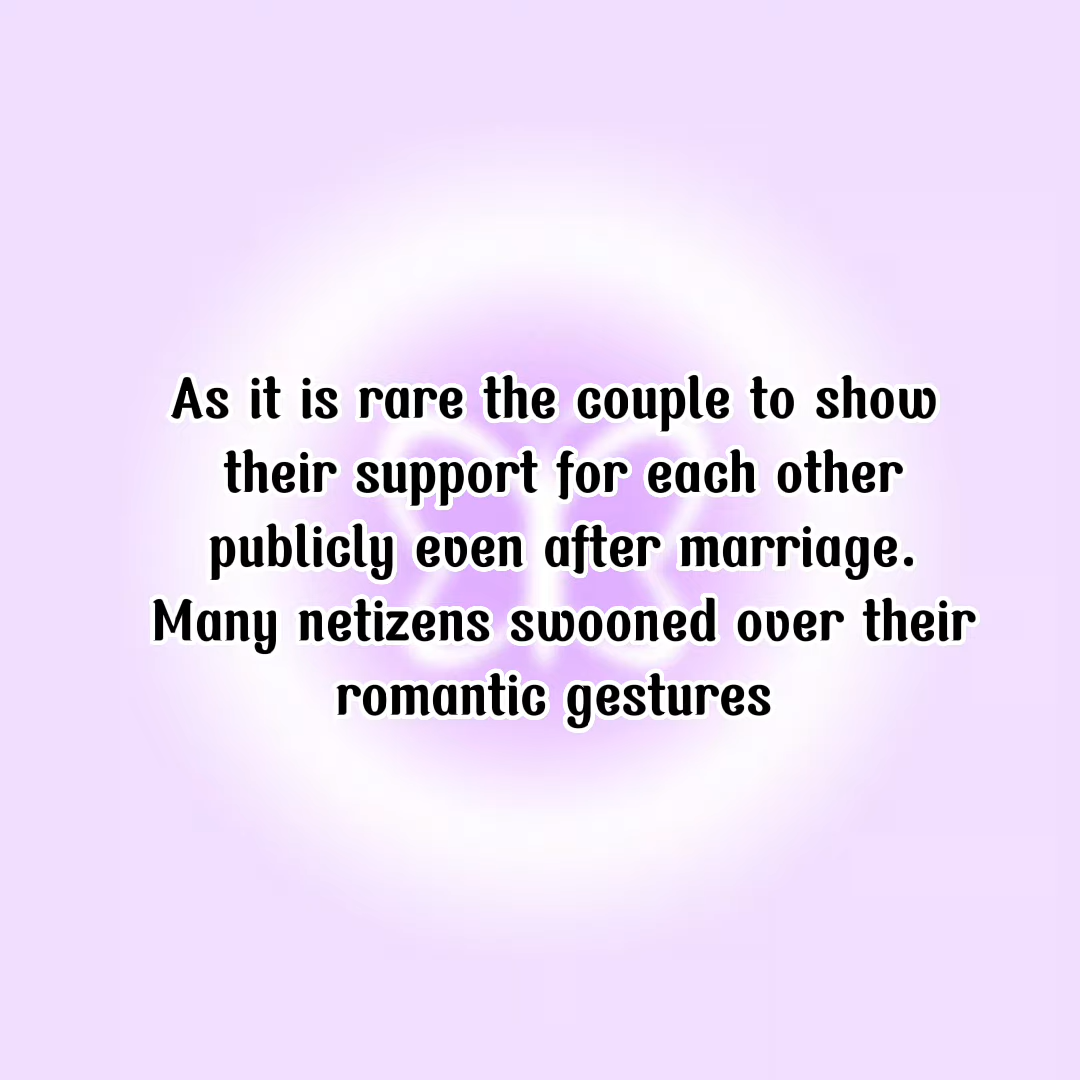 As it is rare the couple to show
their support for each other
publicly even after marriage.
Many netizens swooned over their
romantic gestures